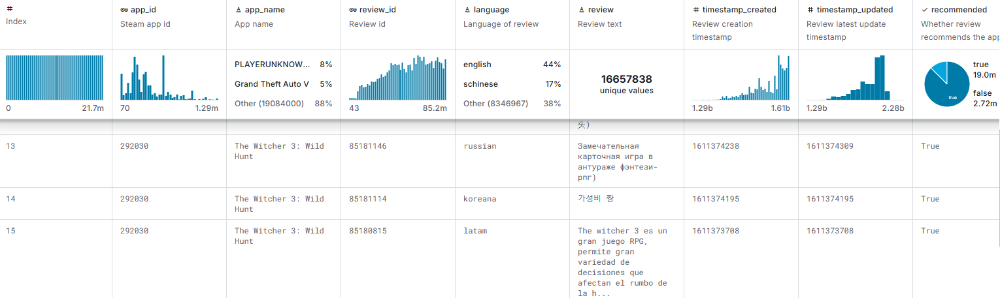 #
Index
app_id
Steam app id
app_name
App name
review_id
Review id
language
Language of review
review
Review text
# timestamp_created
Review creation
timestamp
# timestamp_updated
Review latest update
timestamp
recommended
Whether review
recommends the app
0 21.7m
70 1.29m
PLAYERUNKNOW... 8%
Grand Theft Auto V 5%
Other (19084000) 88%
43 85.2m
english 44%
schinese 17%
Other (8346967) 38%
16657838
unique values
1.29b 1.61b
1.29b 2.28b
true
true
19.0m
false
2.72m
头)
13
292030
The Witcher 3: Wild
Hunt
85181146
russian
Замечательная
карточная игра в
антураже фэнтези-
рпг)
1611374238
1611374309
True
14
292030
The Witcher 3: Wild
Hunt
85181114
koreana
가성비 짱
1611374195
1611374195
True
15
292030
The Witcher 3: Wild
Hunt
85180815
latam
The witcher 3 es un
gran juego RPG,
permite gran
variedad de
decisiones que
afectan el rumbo de
la h...
1611373708
1611373708
True